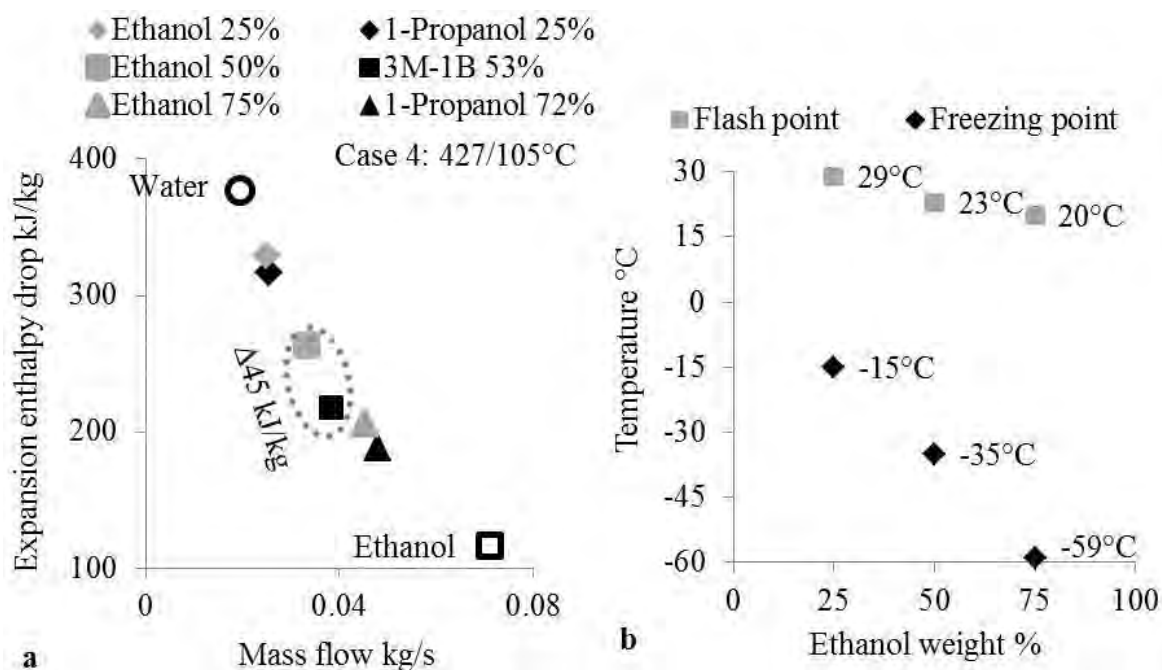 Ethanol 25% 1-Propanol 25%
Ethanol 50% 3M-1B 53%
Ethanol 75% 1-Propanol 72%
Case 4: 427/105°C
Expansion enthalpy drop kJ/kg
400
300
200
100
Water
Δ45 kJ/kg
Ethanol
0 0.04 0.08
Mass flow kg/s
a
Flash point Freezing point
Temperature °C
30
15
0
-15
-30
-45
-60
29°C
23°C
20°C
-15°C
-35°C
-59°C
0 25 50 75 100
Ethanol weight %
b